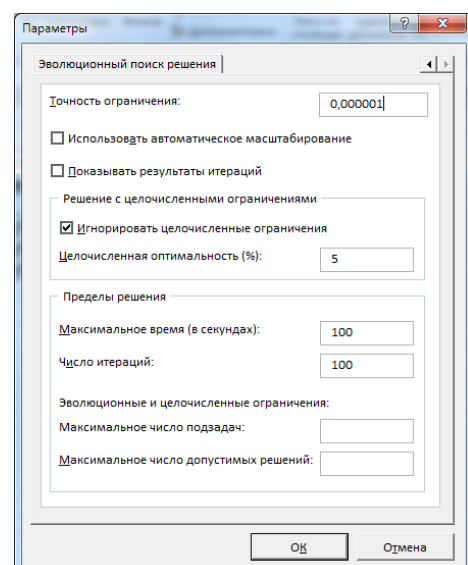 Параметры
Эволюционный поиск решения
Точность ограничения: 0,000001
Использовать автоматическое масштабирование
Показывать результаты итераций
Решение с целочисленными ограничениями
Игнорировать целочисленные ограничения
Целочисленная оптимальность (%): 5
Пределы решения
Максимальное время (в секундах): 100
Число итераций: 100
Эволюционные и целочисленные ограничения:
Максимальное число подзадач:
Максимальное число допустимых решений:
ОК Отмена